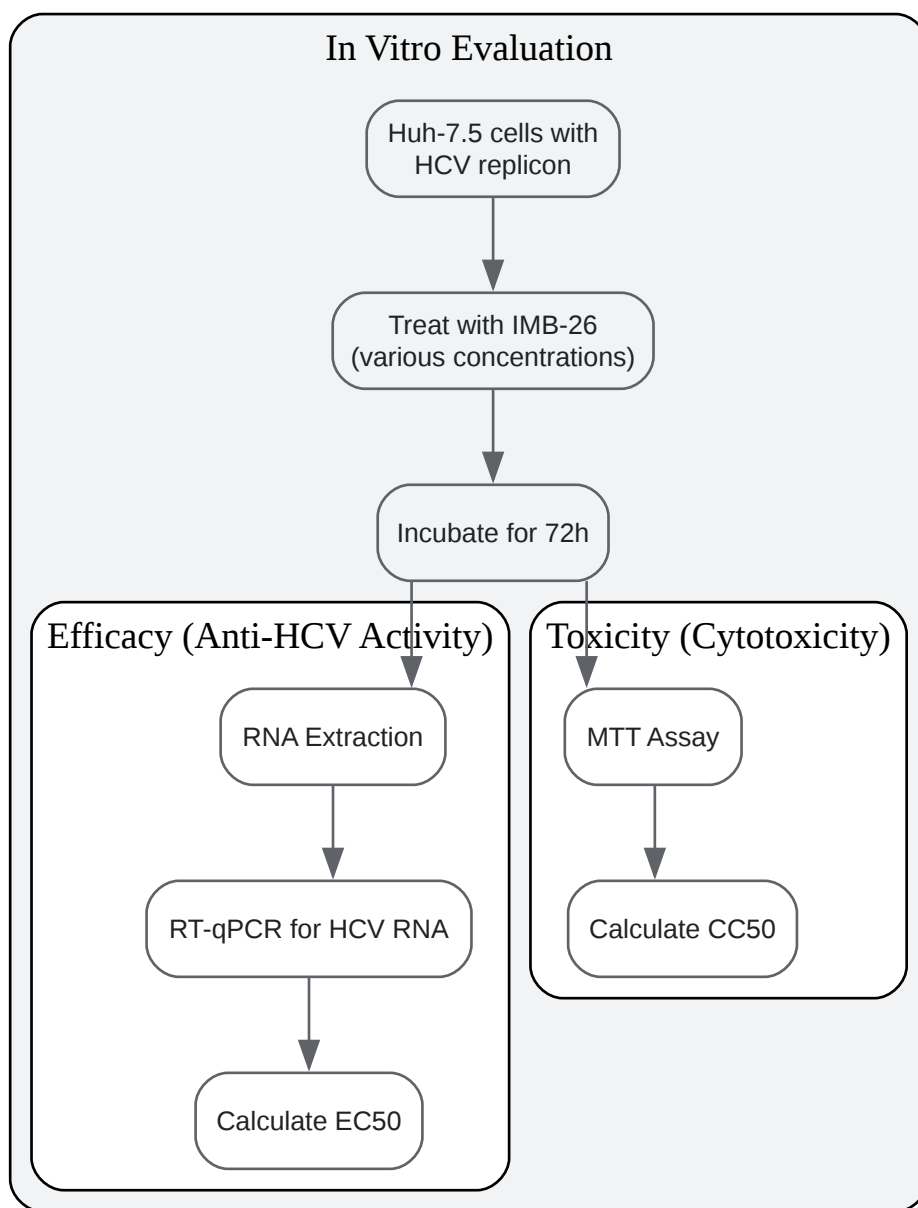 In Vitro Evaluation
Huh-7.5 cells with
HCV replicon
Treat with IMB-26
(various concentrations)
Incubate for 72h
Efficacy (Anti-HCV Activity)
RNA Extraction
RT-qPCR for HCV RNA
Calculate EC50
Toxicity (Cytotoxicity)
MTT Assay
Calculate CC50